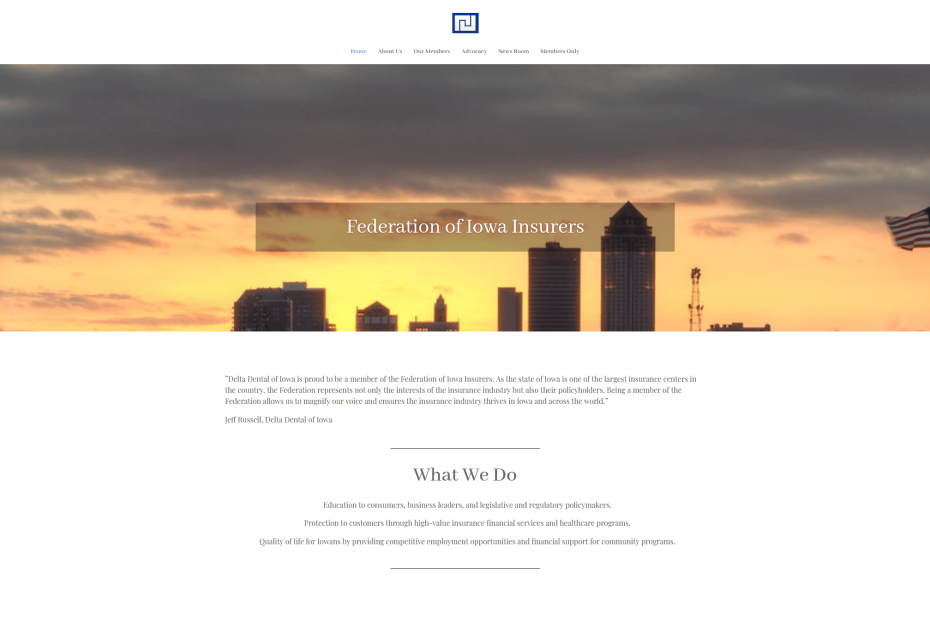 Home About Us Our Members Advocacy News Room Members Only
Federation of Iowa Insurers
"Delta Dental of Iowa is proud to be a member of the Federation of Iowa Insurers. As the state of Iowa is one of the largest insurance centers in
the country, the Federation represents not only the interests of the insurance industry but also their policyholders. Being a member of the
Federation allows us to magnify our voice and ensures the insurance industry thrives in Iowa and across the world."
Jeff Russell, Delta Dental of Iowa
What We Do
Education to consumers, business leaders, and legislative and regulatory policymakers.
Protection to customers through high-value insurance financial services and healthcare programs.
Quality of life for Iowans by providing competitive employment opportunities and financial support for community programs.